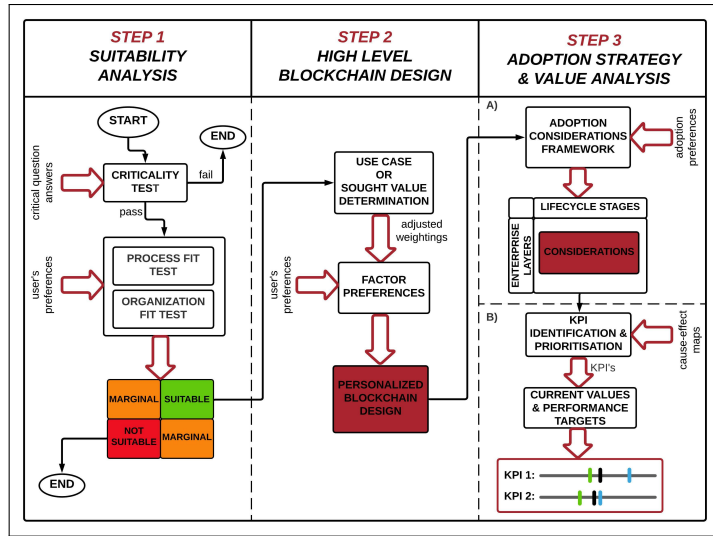 STEP 1
SUITABILITY
ANALYSIS
STEP 2
HIGH LEVEL
BLOCKCHAIN DESIGN
STEP 3
ADOPTION STRATEGY
& VALUE ANALYSIS
START
END
critical question
answers
CRITICALITY
TEST
fail
pass
user's
preferences
PROCESS FIT
TEST
ORGANIZATION
FIT TEST
MARGINAL
SUITABLE
NOT
SUITABLE
MARGINAL
END
USE CASE
OR
SOUGHT VALUE
DETERMINATION
adjusted
weightings
user's
preferences
FACTOR
PREFERENCES
PERSONALIZED
BLOCKCHAIN
DESIGN
A)
ADOPTION
CONSIDERATIONS
FRAMEWORK
adoption
preferences
LIFECYCLE STAGES
ENTERPRISE
LAYERS
CONSIDERATIONS
B)
KPI
IDENTIFICATION &
PRIORITISATION
cause-effect
maps
KPI's
CURRENT VALUES
& PERFORMANCE
TARGETS
KPI 1:
KPI 2: